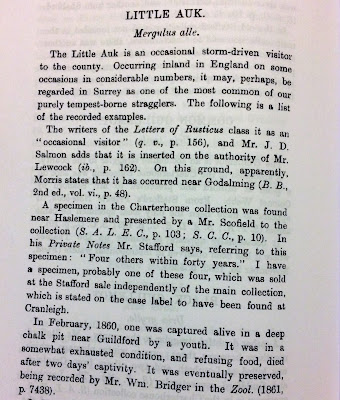 LITTLE AUK.
Mergulus alle.
The Little Auk is an occasional storm-driven visitor
to the county. Occurring inland in England on some
occasions in considerable numbers, it may, perhaps, be
regarded in Surrey as one of the most common of our
purely tempest-borne stragglers. The following is a list
of the recorded examples.
The writers of the Letters of Rusticus class it as an
"occasional visitor" (q. v., p. 156), and Mr. J. D.
Salmon adds that it is inserted on the authority of Mr.
Lewcock (ib., p. 162). On this ground, apparently,
Morris states that it has occurred near Godalming (B. B.,
2nd ed., vol. vi., p. 48).
A specimen in the Charterhouse collection was found
near Haslemere and presented by a Mr. Scofield to the
collection (S. A. L. E. C., p. 103; S. C. C., p. 10). In
his Private Notes Mr. Stafford says, referring to this
specimen: "Four others within forty years." I have
a specimen, probably one of these four, which was sold
at the Stafford sale independently of the main collection,
which is stated on the case label to have been found at
Cranleigh.
In February, 1860, one was captured alive in a deep
chalk pit near Guildford by a youth. It was in a
somewhat exhausted condition, and refusing food, died
after two days' captivity. It was eventually preserved,
being recorded by Mr. Wm. Bridger in the Zool. (1861,
p. 7438).